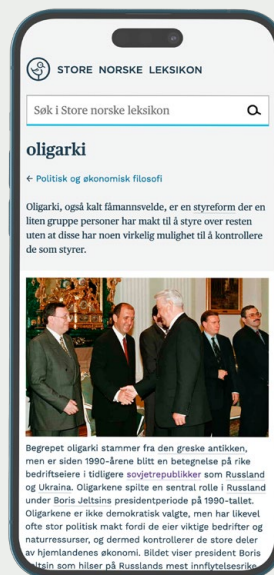 STORE NORSKE LEKSIKON
Søk i Store norske leksikon
oligarki
← Politisk og økonomisk filosofi
Oligarki, også kalt fåmannsvelde, er en styreform der en
liten gruppe personer har makt til å styre over resten
uten at disse har noen virkelig mulighet til å kontrollere
de som styrer.
Begrepet oligarki stammer fra den greske antikken,
men er siden 1990-årene blitt en betegnelse på rike
bedriftseiere i tidligere sovjetrepublikker som Russland
og Ukraina. Oligarkene spilte en sentral rolle i Russland
under Boris Jeltsins presidentperiode på 1990-tallet.
Oligarkene er ikke demokratisk valgte, men har likevel
ofte stor politisk makt fordi de eier viktige bedrifter og
naturressurser, og dermed kontrollerer de store deler
av hjemlandenes økonomi. Bildet viser president Boris
Jeltsin som hilser på Russlands mest innflytelsesrike